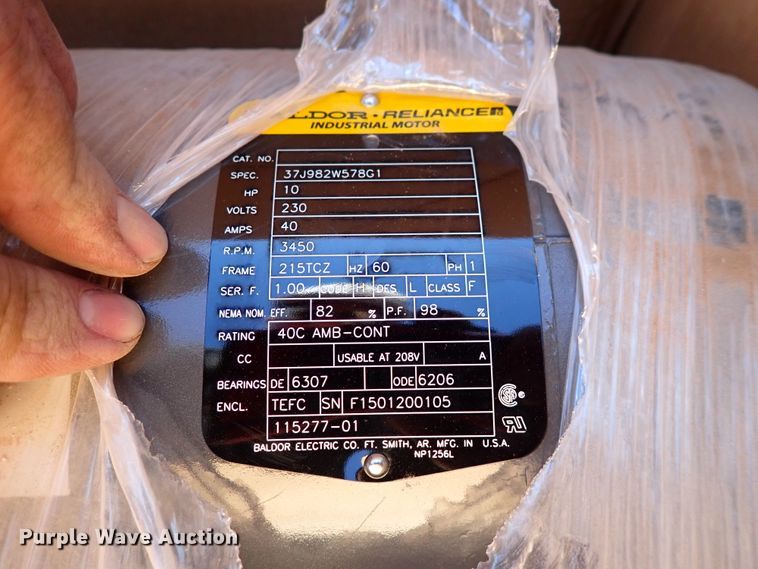 LDOR • RELIANCE
INDUSTRIAL MOTOR
CAT. NO.
SPEC. 37J982W578G1
HP 10
VOLTS 230
AMPS 40
R.P.M. 3450
FRAME 215TCZ HZ 60 PH 1
SER. F. 1.00 CODE H DES L CLASS F
NEMA NOM. EFF. 82 % P.F. 98 %
RATING 40C AMB-CONT
CC USABLE AT 208V A
BEARINGS DE 6307 ODE 6206
ENCL. TEFC SN F1501200105
115277-01
BALDOR ELECTRIC CO. FT. SMITH, AR. MFG. IN U.S.A.
NP1256L
Purple Wave Auction